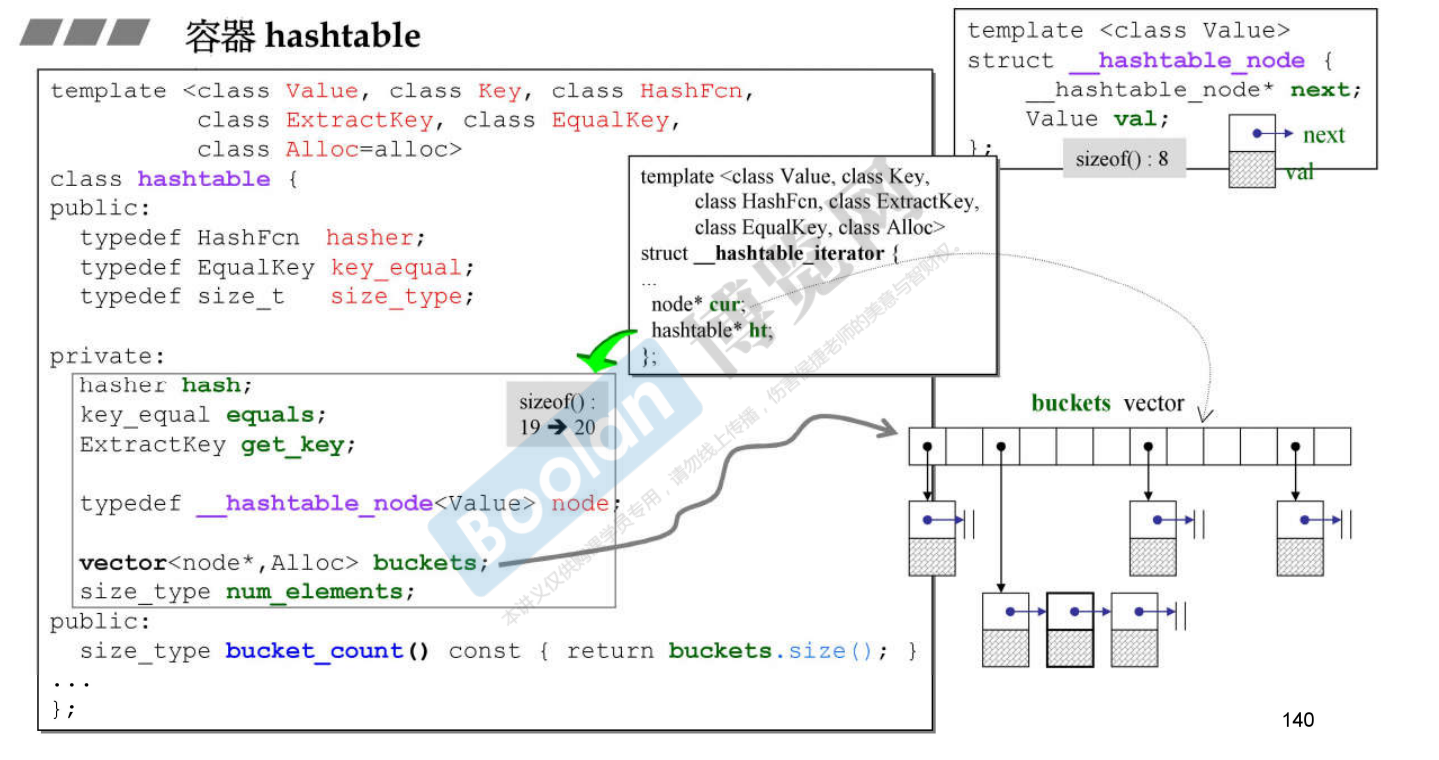 容器 hashtable
template <class Value, class Key, class HashFcn,
class ExtractKey, class EqualKey,
class Alloc=alloc>
class hashtable {
public:
typedef HashFcn hasher;
typedef EqualKey key_equal;
typedef size_t size_type;
private:
hasher hash;
key_equal equals;
ExtractKey get_key;
typedef __hashtable_node<Value> node;
vector<node*,Alloc> buckets;
size_type num_elements;
public:
size_type bucket_count() const { return buckets.size(); }
...
};
sizeof() :
19 ➔ 20
template <class Value, class Key,
class HashFcn, class ExtractKey,
class EqualKey, class Alloc>
struct __hashtable_iterator {
...
node* cur;
hashtable* ht;
};
template <class Value>
struct __hashtable_node {
__hashtable_node* next;
Value val;
};
sizeof() : 8
next
val
buckets vector
Boolan
博览网
本讲义仅供购课学员专用，请勿线上传播，伤害侯捷老师的美意与智财权。
140